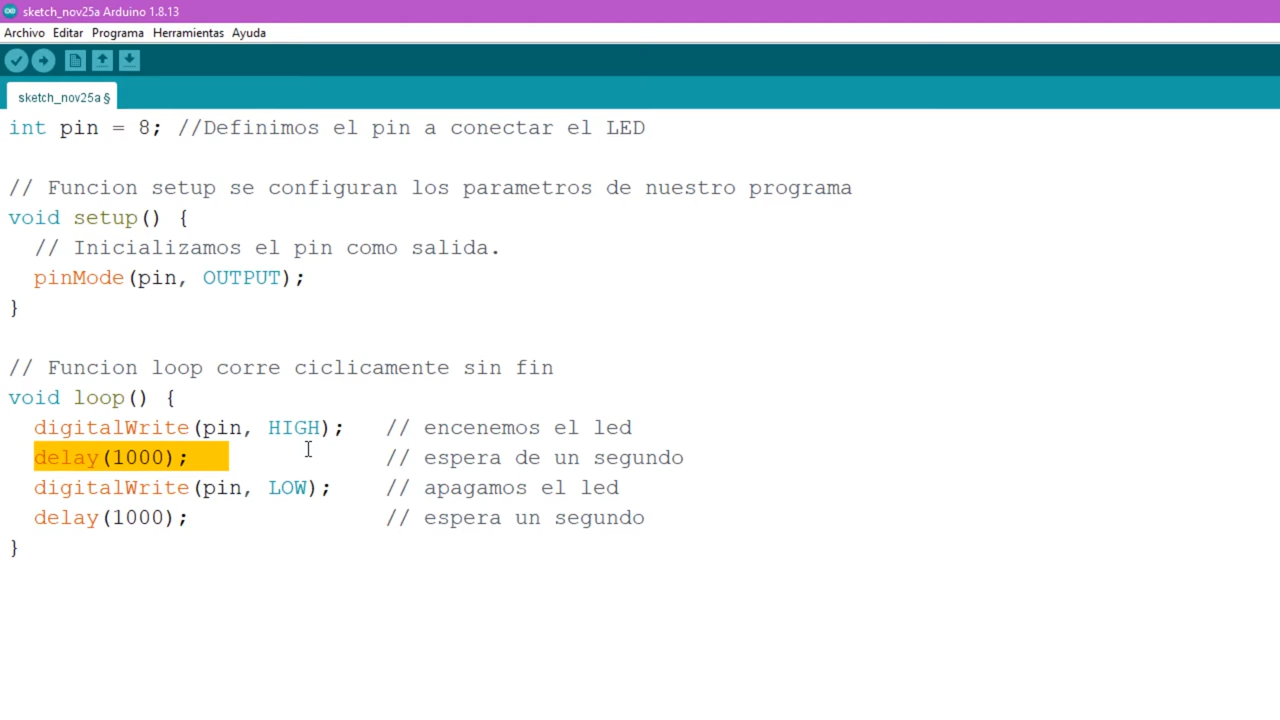 sketch_nov25a Arduino 1.8.13
Archivo Editar Programa Herramientas Ayuda
sketch_nov25a §
int pin = 8; //Definimos el pin a conectar el LED
// Funcion setup se configuran los parametros de nuestro programa
void setup() {
// Inicializamos el pin como salida.
pinMode(pin, OUTPUT);
}
// Funcion loop corre ciclicamente sin fin
void loop() {
digitalWrite(pin, HIGH); // encenemos el led
delay(1000); // espera de un segundo
digitalWrite(pin, LOW); // apagamos el led
delay(1000); // espera un segundo
}